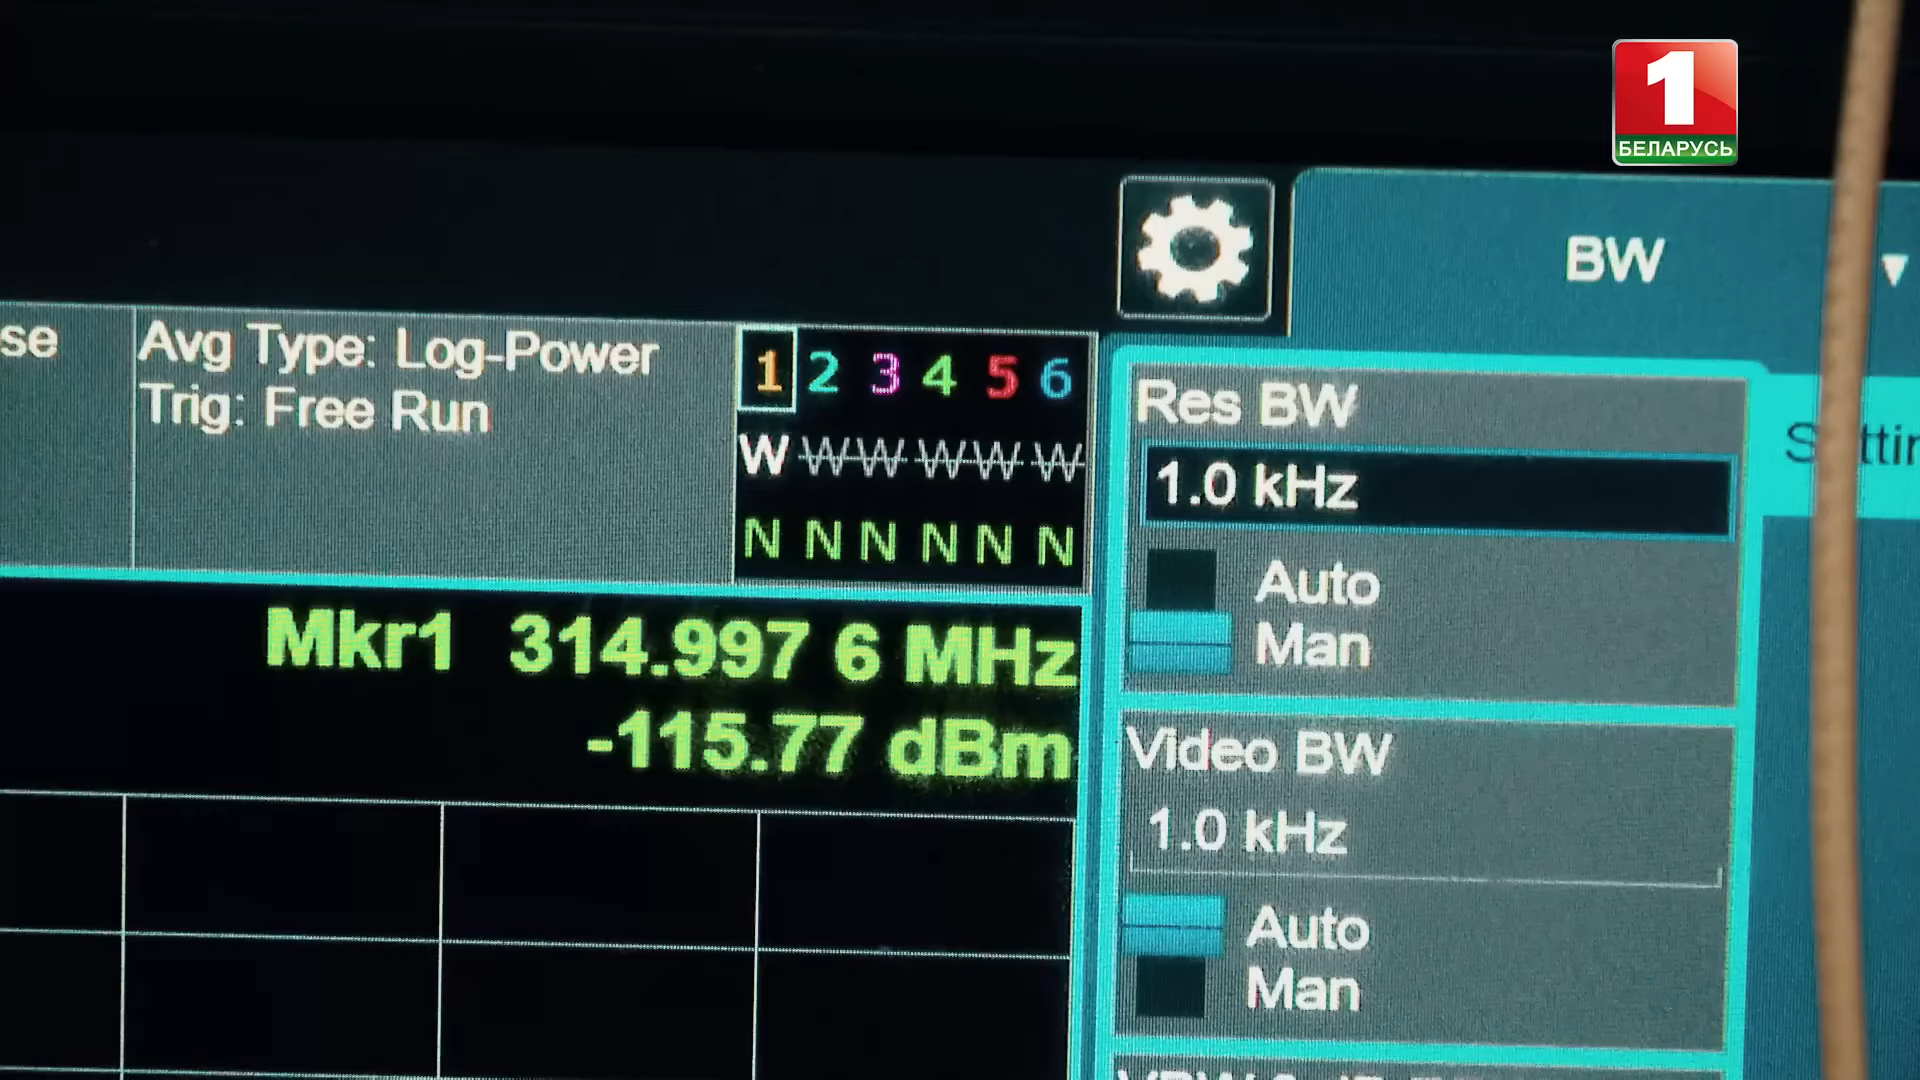 1
БЕЛАРУСЬ
BW
se
Avg Type: Log-Power
Trig: Free Run
1 2 3 4 5 6
W W W W W W
N N N N N N
Res BW
1.0 kHz
Auto
Man
Mkr1 314.997 6 MHz
-115.77 dBm
Video BW
1.0 kHz
Auto
Man